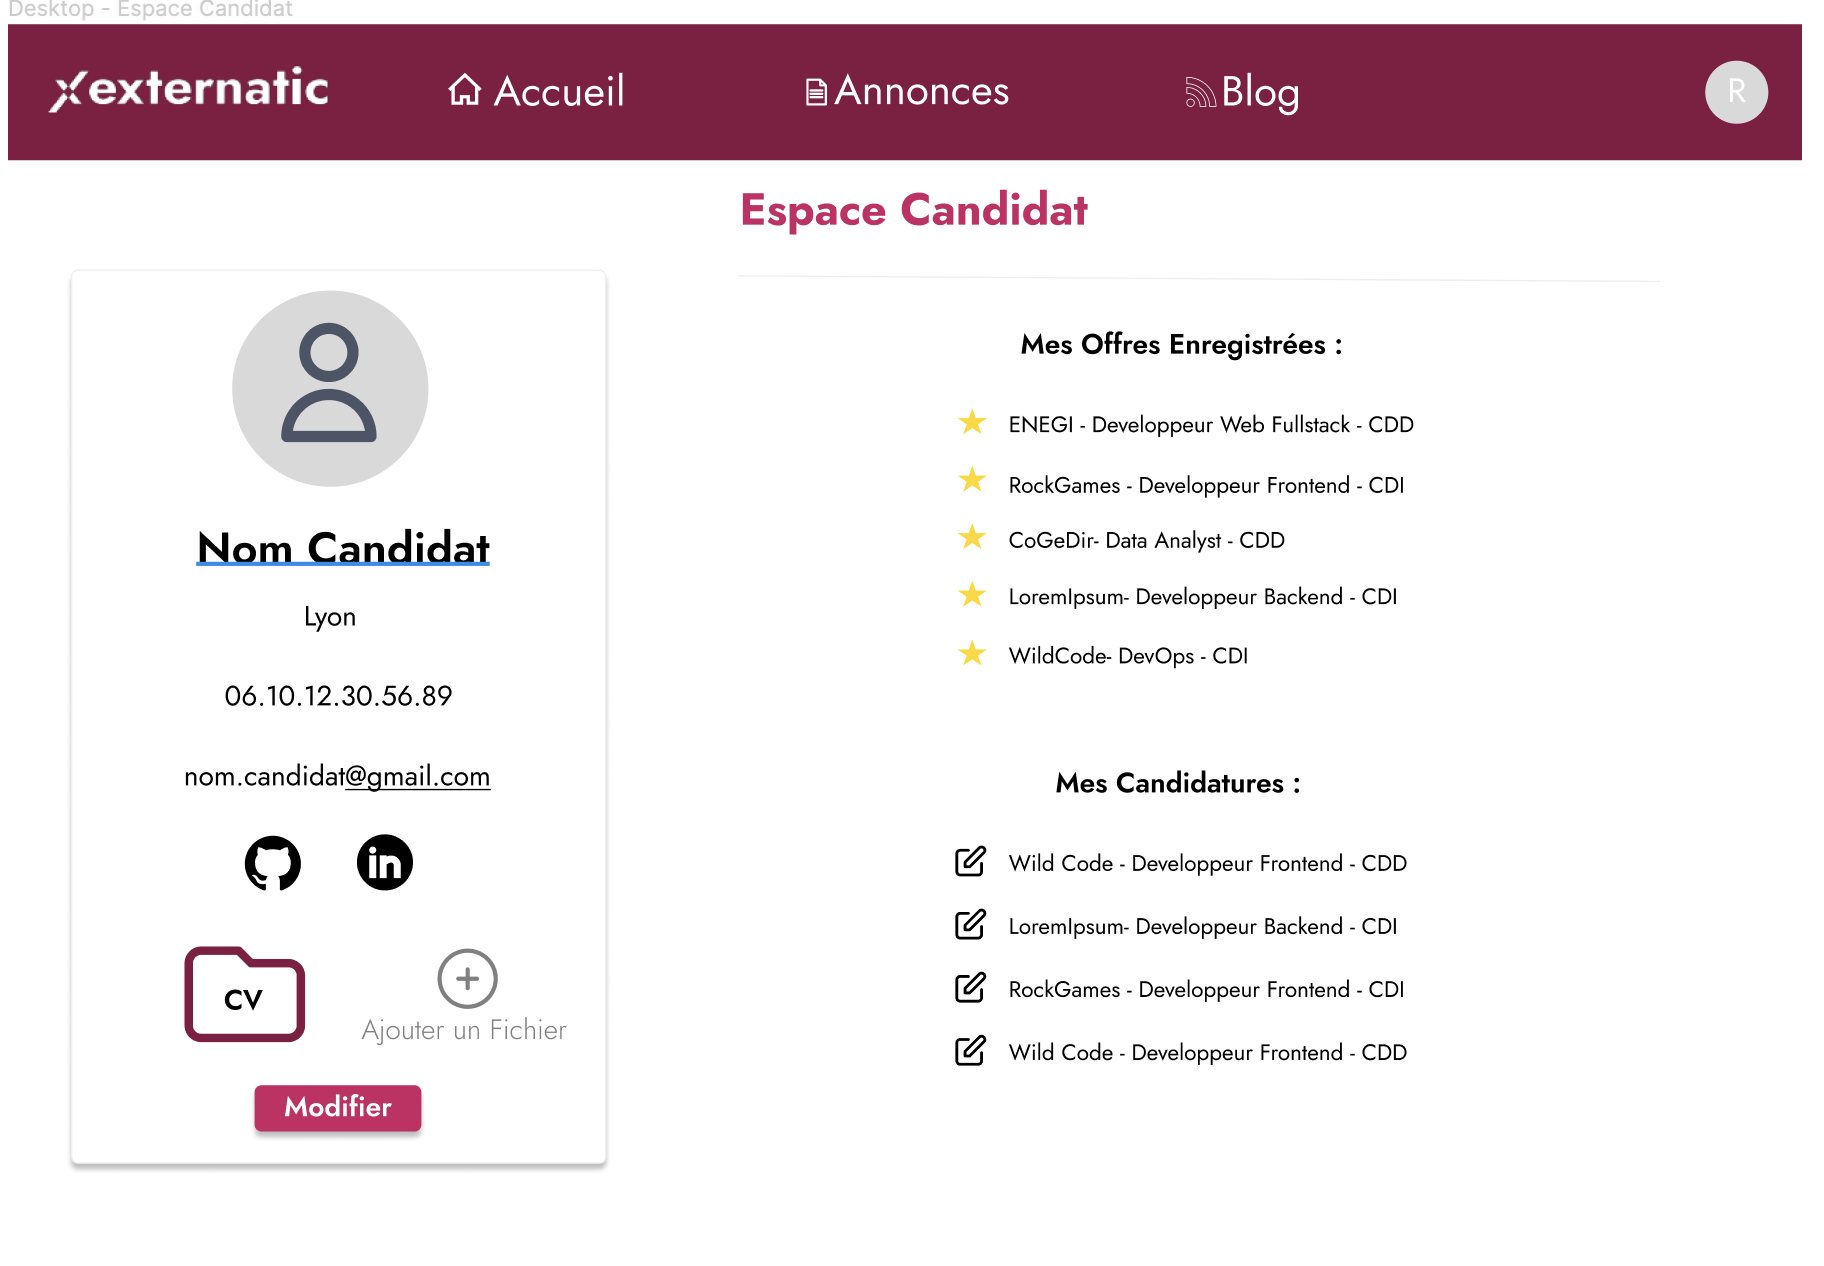 Desktop - Espace Candidat
externatic
Accueil
Annonces
Blog
R
Espace Candidat
Nom Candidat
Lyon
06.10.12.30.56.89
nom.candidat@gmail.com
in
CV
Ajouter un Fichier
Modifier
Mes Offres Enregistrées :
ENEGI - Developpeur Web Fullstack - CDD
RockGames - Developpeur Frontend - CDI
CoGeDir- Data Analyst - CDD
LoremIpsum- Developpeur Backend - CDI
WildCode- DevOps - CDI
Mes Candidatures :
Wild Code - Developpeur Frontend - CDD
LoremIpsum- Developpeur Backend - CDI
RockGames - Developpeur Frontend - CDI
Wild Code - Developpeur Frontend - CDD